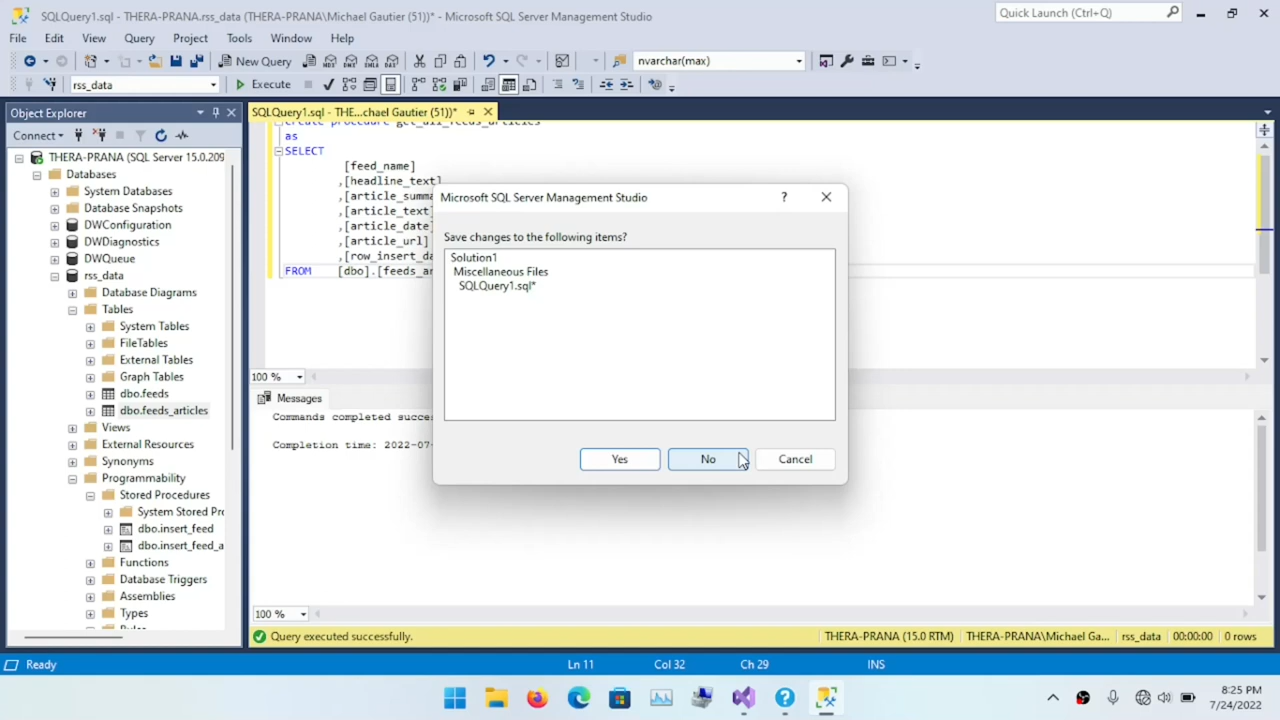 SQLQuery1.sql - THERA-PRANA.rss_data (THERA-PRANA\Michael Gautier (51))* - Microsoft SQL Server Management Studio
Quick Launch (Ctrl+Q)
File Edit View Query Project Tools Window Help
New Query
nvarchar(max)
rss_data
Execute
Object Explorer
SQLQuery1.sql - THE...chael Gautier (51))*
Connect
THERA-PRANA (SQL Server 15.0.209
Databases
System Databases
Database Snapshots
DWConfiguration
DWDiagnostics
DWQueue
rss_data
Database Diagrams
Tables
System Tables
FileTables
External Tables
Graph Tables
dbo.feeds
dbo.feeds_articles
Views
External Resources
Synonyms
Programmability
Stored Procedures
System Stored Pr
dbo.insert_feed
dbo.insert_feed_a
Functions
Database Triggers
Assemblies
Types
create procedure get_all_feeds_articles
as
SELECT
[feed_name]
,[headline_text]
,[article_summa
,[article_text]
,[article_date]
,[article_url]
,[row_insert_da
FROM [dbo].[feeds_ar
100 %
Messages
Commands completed succe
Completion time: 2022-07-
100 %
Query executed successfully.
THERA-PRANA (15.0 RTM) THERA-PRANA\Michael Ga... rss_data 00:00:00 0 rows
Microsoft SQL Server Management Studio
?
Save changes to the following items?
Solution1
Miscellaneous Files
SQLQuery1.sql*
Yes No Cancel
Ready
Ln 11 Col 32 Ch 29 INS
8:25 PM
7/24/2022